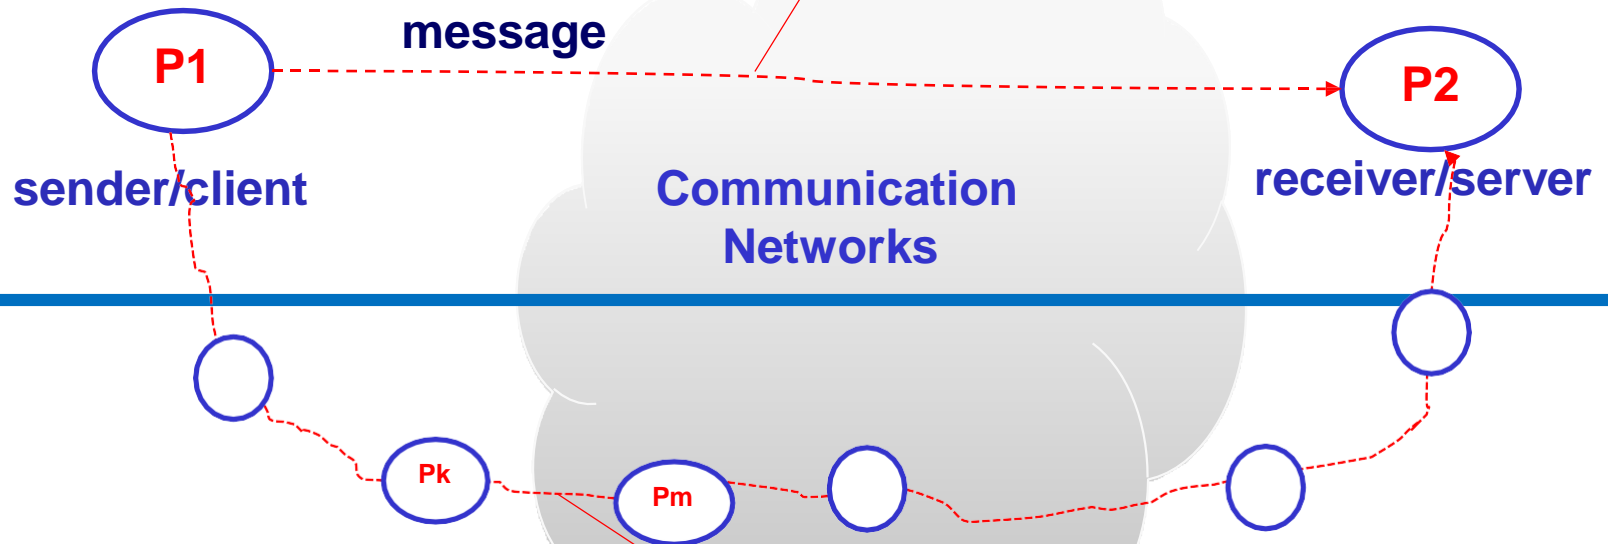 message
P1
P2
sender/client
Communication
Networks
receiver/server
Pk
Pm